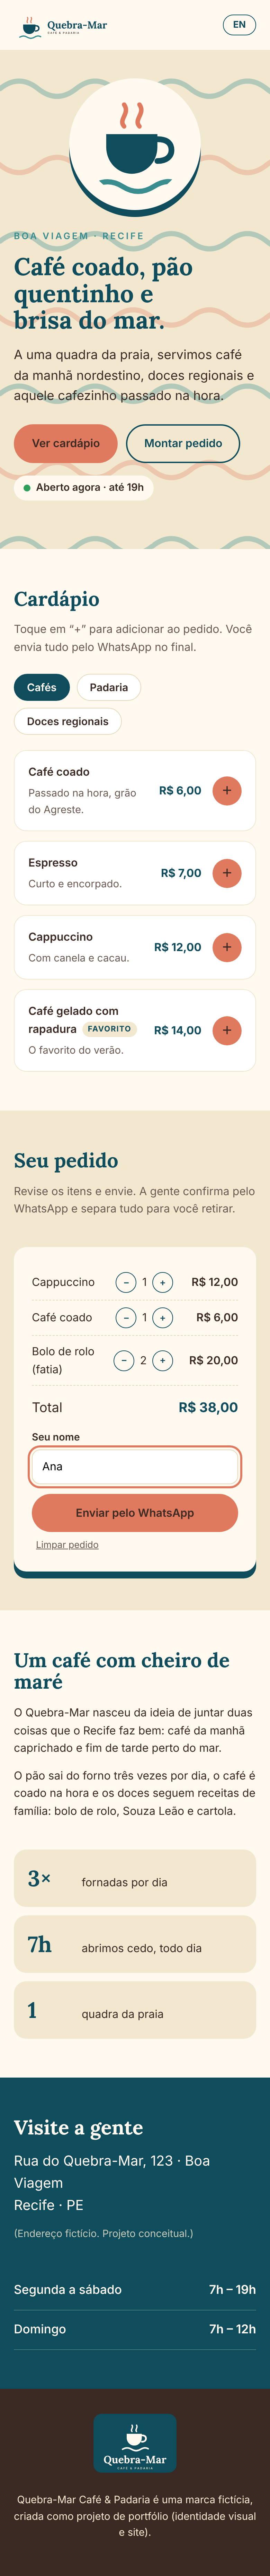 Quebra-Mar
CAFÉ & PADARIA
EN
BOA VIAGEM · RECIFE
Café coado, pão
quentinho e
brisa do mar.
A uma quadra da praia, servimos café
da manhã nordestino, doces regionais e
aquele cafezinho passado na hora.
Ver cardápio
Montar pedido
Aberto agora · até 19h
Cardápio
Toque em “+” para adicionar ao pedido. Você
envia tudo pelo WhatsApp no final.
Cafés
Padaria
Doces regionais
Café coado
Passado na hora, grão
do Agreste.
R$ 6,00
+
Espresso
Curto e encorpado.
R$ 7,00
+
Cappuccino
Com canela e cacau.
R$ 12,00
+
Café gelado com
rapadura FAVORITO
O favorito do verão.
R$ 14,00
+
Seu pedido
Revise os itens e envie. A gente confirma pelo
WhatsApp e separa tudo para você retirar.
Cappuccino − 1 + R$ 12,00
Café coado − 1 + R$ 6,00
Bolo de rolo
(fatia) − 2 + R$ 20,00
Total R$ 38,00
Seu nome
Ana
Enviar pelo WhatsApp
Limpar pedido
Um café com cheiro de
maré
O Quebra-Mar nasceu da ideia de juntar duas
coisas que o Recife faz bem: café da manhã
caprichado e fim de tarde perto do mar.
O pão sai do forno três vezes por dia, o café é
coado na hora e os doces seguem receitas de
família: bolo de rolo, Souza Leão e cartola.
3× fornadas por dia
7h abrimos cedo, todo dia
1 quadra da praia
Visite a gente
Rua do Quebra-Mar, 123 · Boa
Viagem
Recife · PE
(Endereço fictício. Projeto conceitual.)
Segunda a sábado 7h – 19h
Domingo 7h – 12h
Quebra-Mar
CAFÉ & PADARIA
Quebra-Mar Café & Padaria é uma marca fictícia,
criada como projeto de portfólio (identidade visual
e site).